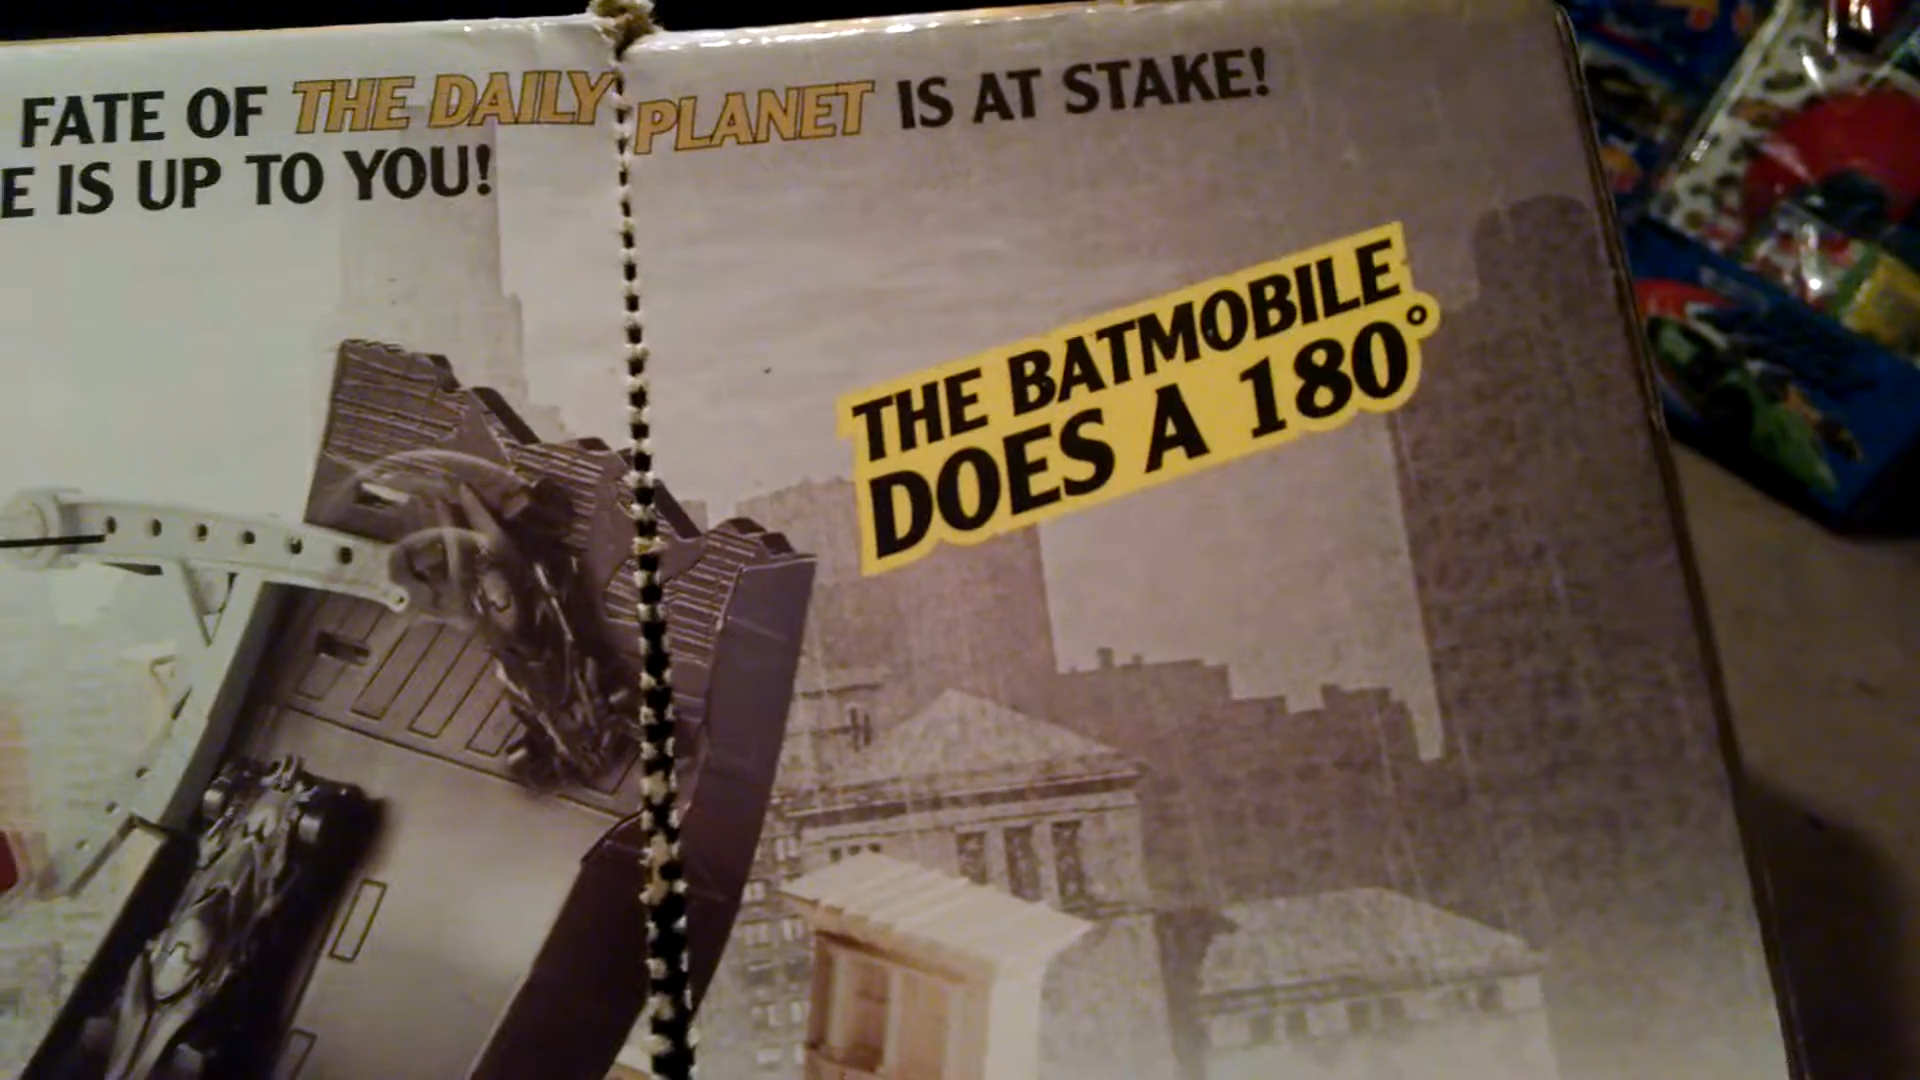 FATE OF THE DAILY PLANET IS AT STAKE!
E IS UP TO YOU!
THE BATMOBILE
DOES A 180°